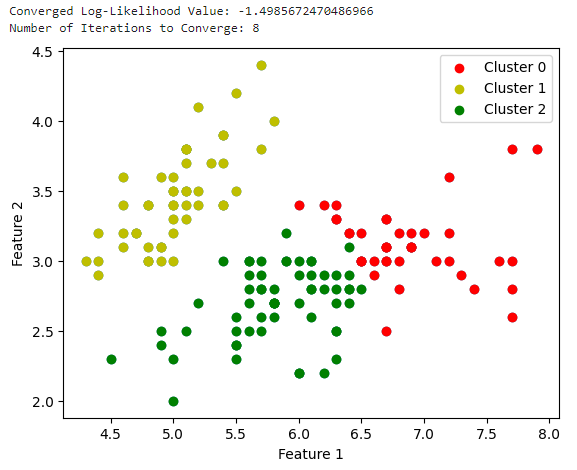 Converged Log-Likelihood Value: -1.4985672470486966
Number of Iterations to Converge: 8
Cluster 0
Cluster 1
Cluster 2
4.5
4.0
3.5
3.0
2.5
2.0
Feature 2
4.5 5.0 5.5 6.0 6.5 7.0 7.5 8.0
Feature 1